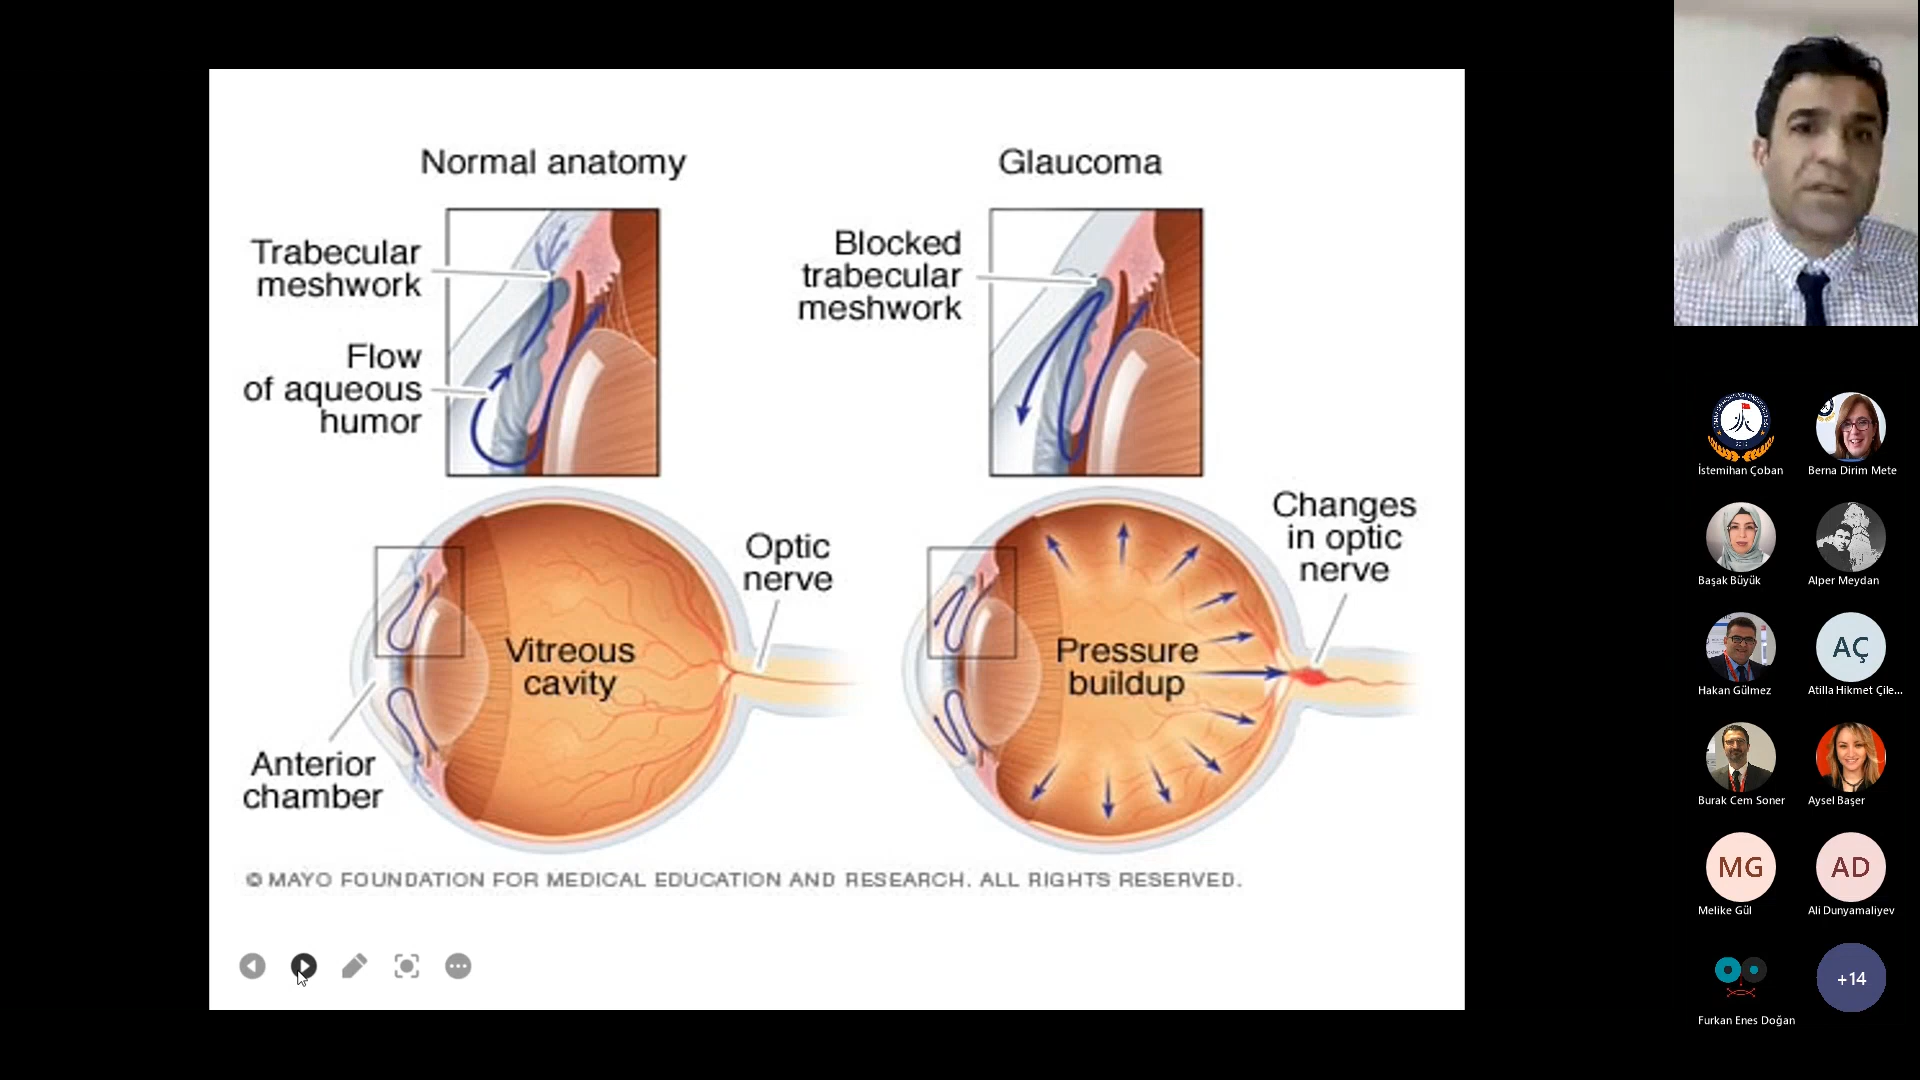 Normal anatomy
Glaucoma
Trabecular
meshwork
Flow
of aqueous
humor
Blocked
trabecular
meshwork
Optic
nerve
Changes
in optic
nerve
Vitreous
cavity
Pressure
buildup
Anterior
chamber
© MAYO FOUNDATION FOR MEDICAL EDUCATION AND RESEARCH. ALL RIGHTS RESERVED.
İstemihan Çoban
Berna Dirim Mete
Başak Büyük
Alper Meydan
AÇ
Hakan Gülmez
Atilla Hikmet Çile...
Burak Cem Soner
Aysel Başer
MG
AD
Melike Gül
Ali Dunyamaliyev
+14
Furkan Enes Doğan